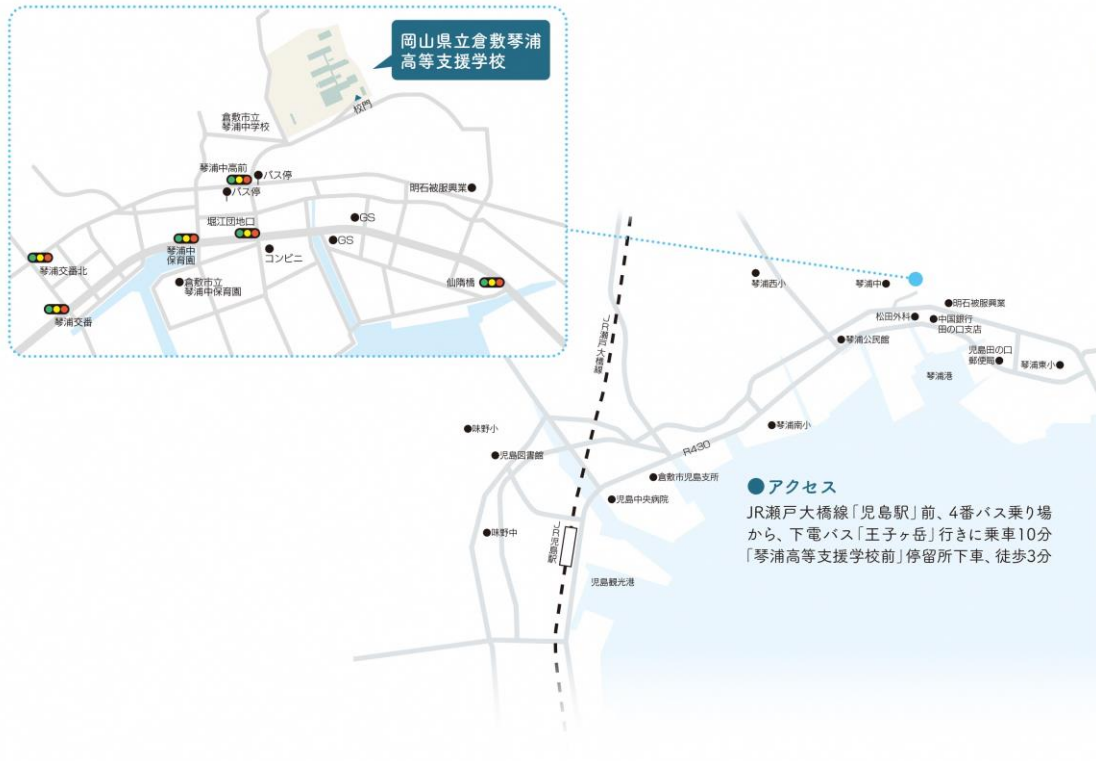 岡山県立倉敷琴浦
高等支援学校
校門
倉敷市立
琴浦中学校
琴浦中高前
バス停
バス停
明石被服興業
堀江団地口
GS
GS
コンビニ
琴浦中
保育園
倉敷市立
琴浦中保育園
琴浦交番北
琴浦交番
仙隋橋
JR瀬戸大橋線
琴浦西小
琴浦中
明石被服興業
松田外科
中国銀行
田の口支店
琴浦公民館
児島田の口
郵便局
琴浦東小
琴浦港
味野小
児島図書館
琴浦南小
R430
倉敷市児島支所
児島中央病院
味野中
JR児島駅
児島観光港
アクセス
JR瀬戸大橋線「児島駅」前、4番バス乗り場
から、下電バス「王子ヶ岳」行きに乗車10分
「琴浦高等支援学校前」停留所下車、徒歩3分